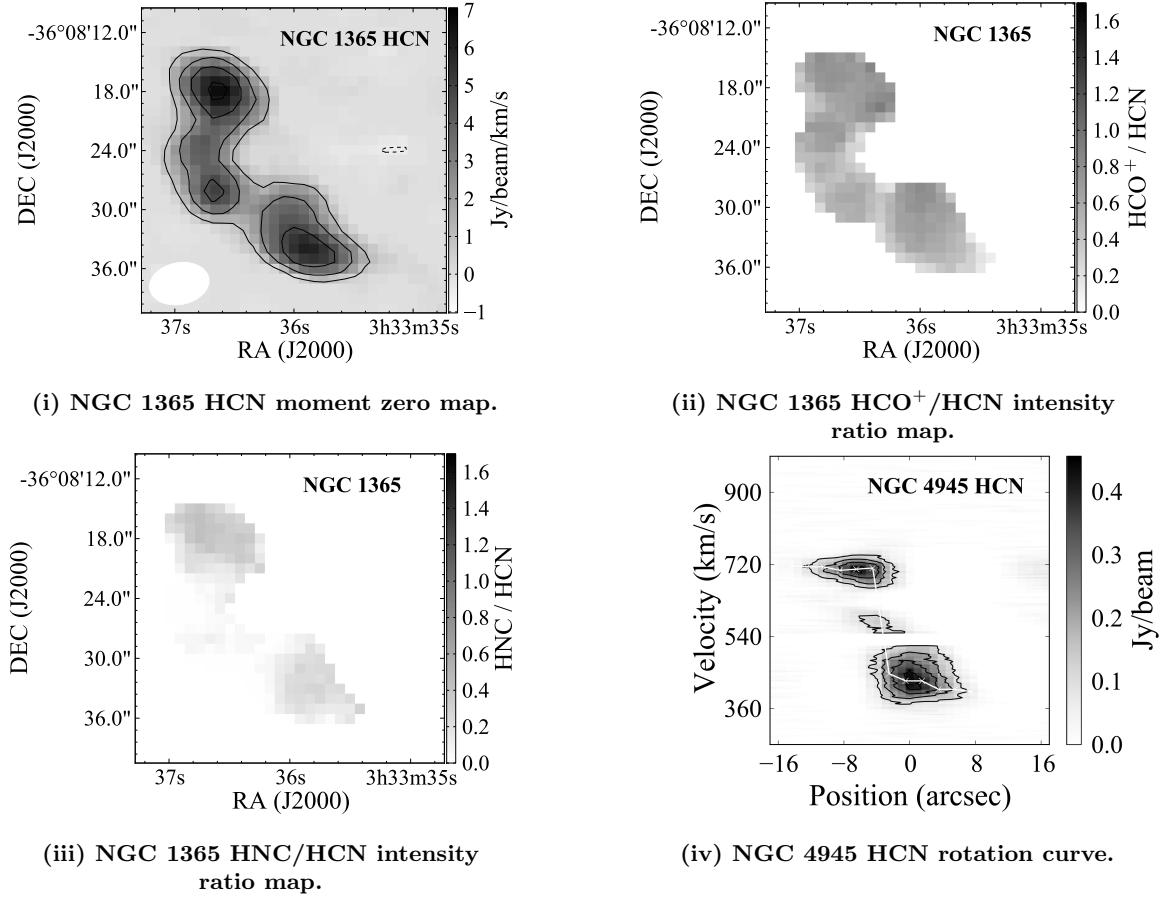 NGC 1365 HCN
-36°08'12.0"
18.0"
24.0"
30.0"
36.0"
DEC (J2000)
37s
36s
3h33m35s
RA (J2000)
7
6
5
4
3
2
1
0
−1
Jy/beam/km/s
(i) NGC 1365 HCN moment zero map.
NGC 1365
-36°08'12.0"
18.0"
24.0"
30.0"
36.0"
DEC (J2000)
37s
36s
3h33m35s
RA (J2000)
1.6
1.4
1.2
1.0
0.8
0.6
0.4
0.2
0.0
HCO⁺ / HCN
(ii) NGC 1365 HCO⁺/HCN intensity
ratio map.
NGC 1365
-36°08'12.0"
18.0"
24.0"
30.0"
36.0"
DEC (J2000)
37s
36s
3h33m35s
RA (J2000)
1.6
1.4
1.2
1.0
0.8
0.6
0.4
0.2
0.0
HNC / HCN
(iii) NGC 1365 HNC/HCN intensity
ratio map.
NGC 4945 HCN
900
720
540
360
Velocity (km/s)
−16
−8
0
8
16
Position (arcsec)
0.4
0.3
0.2
0.1
0.0
Jy/beam
(iv) NGC 4945 HCN rotation curve.